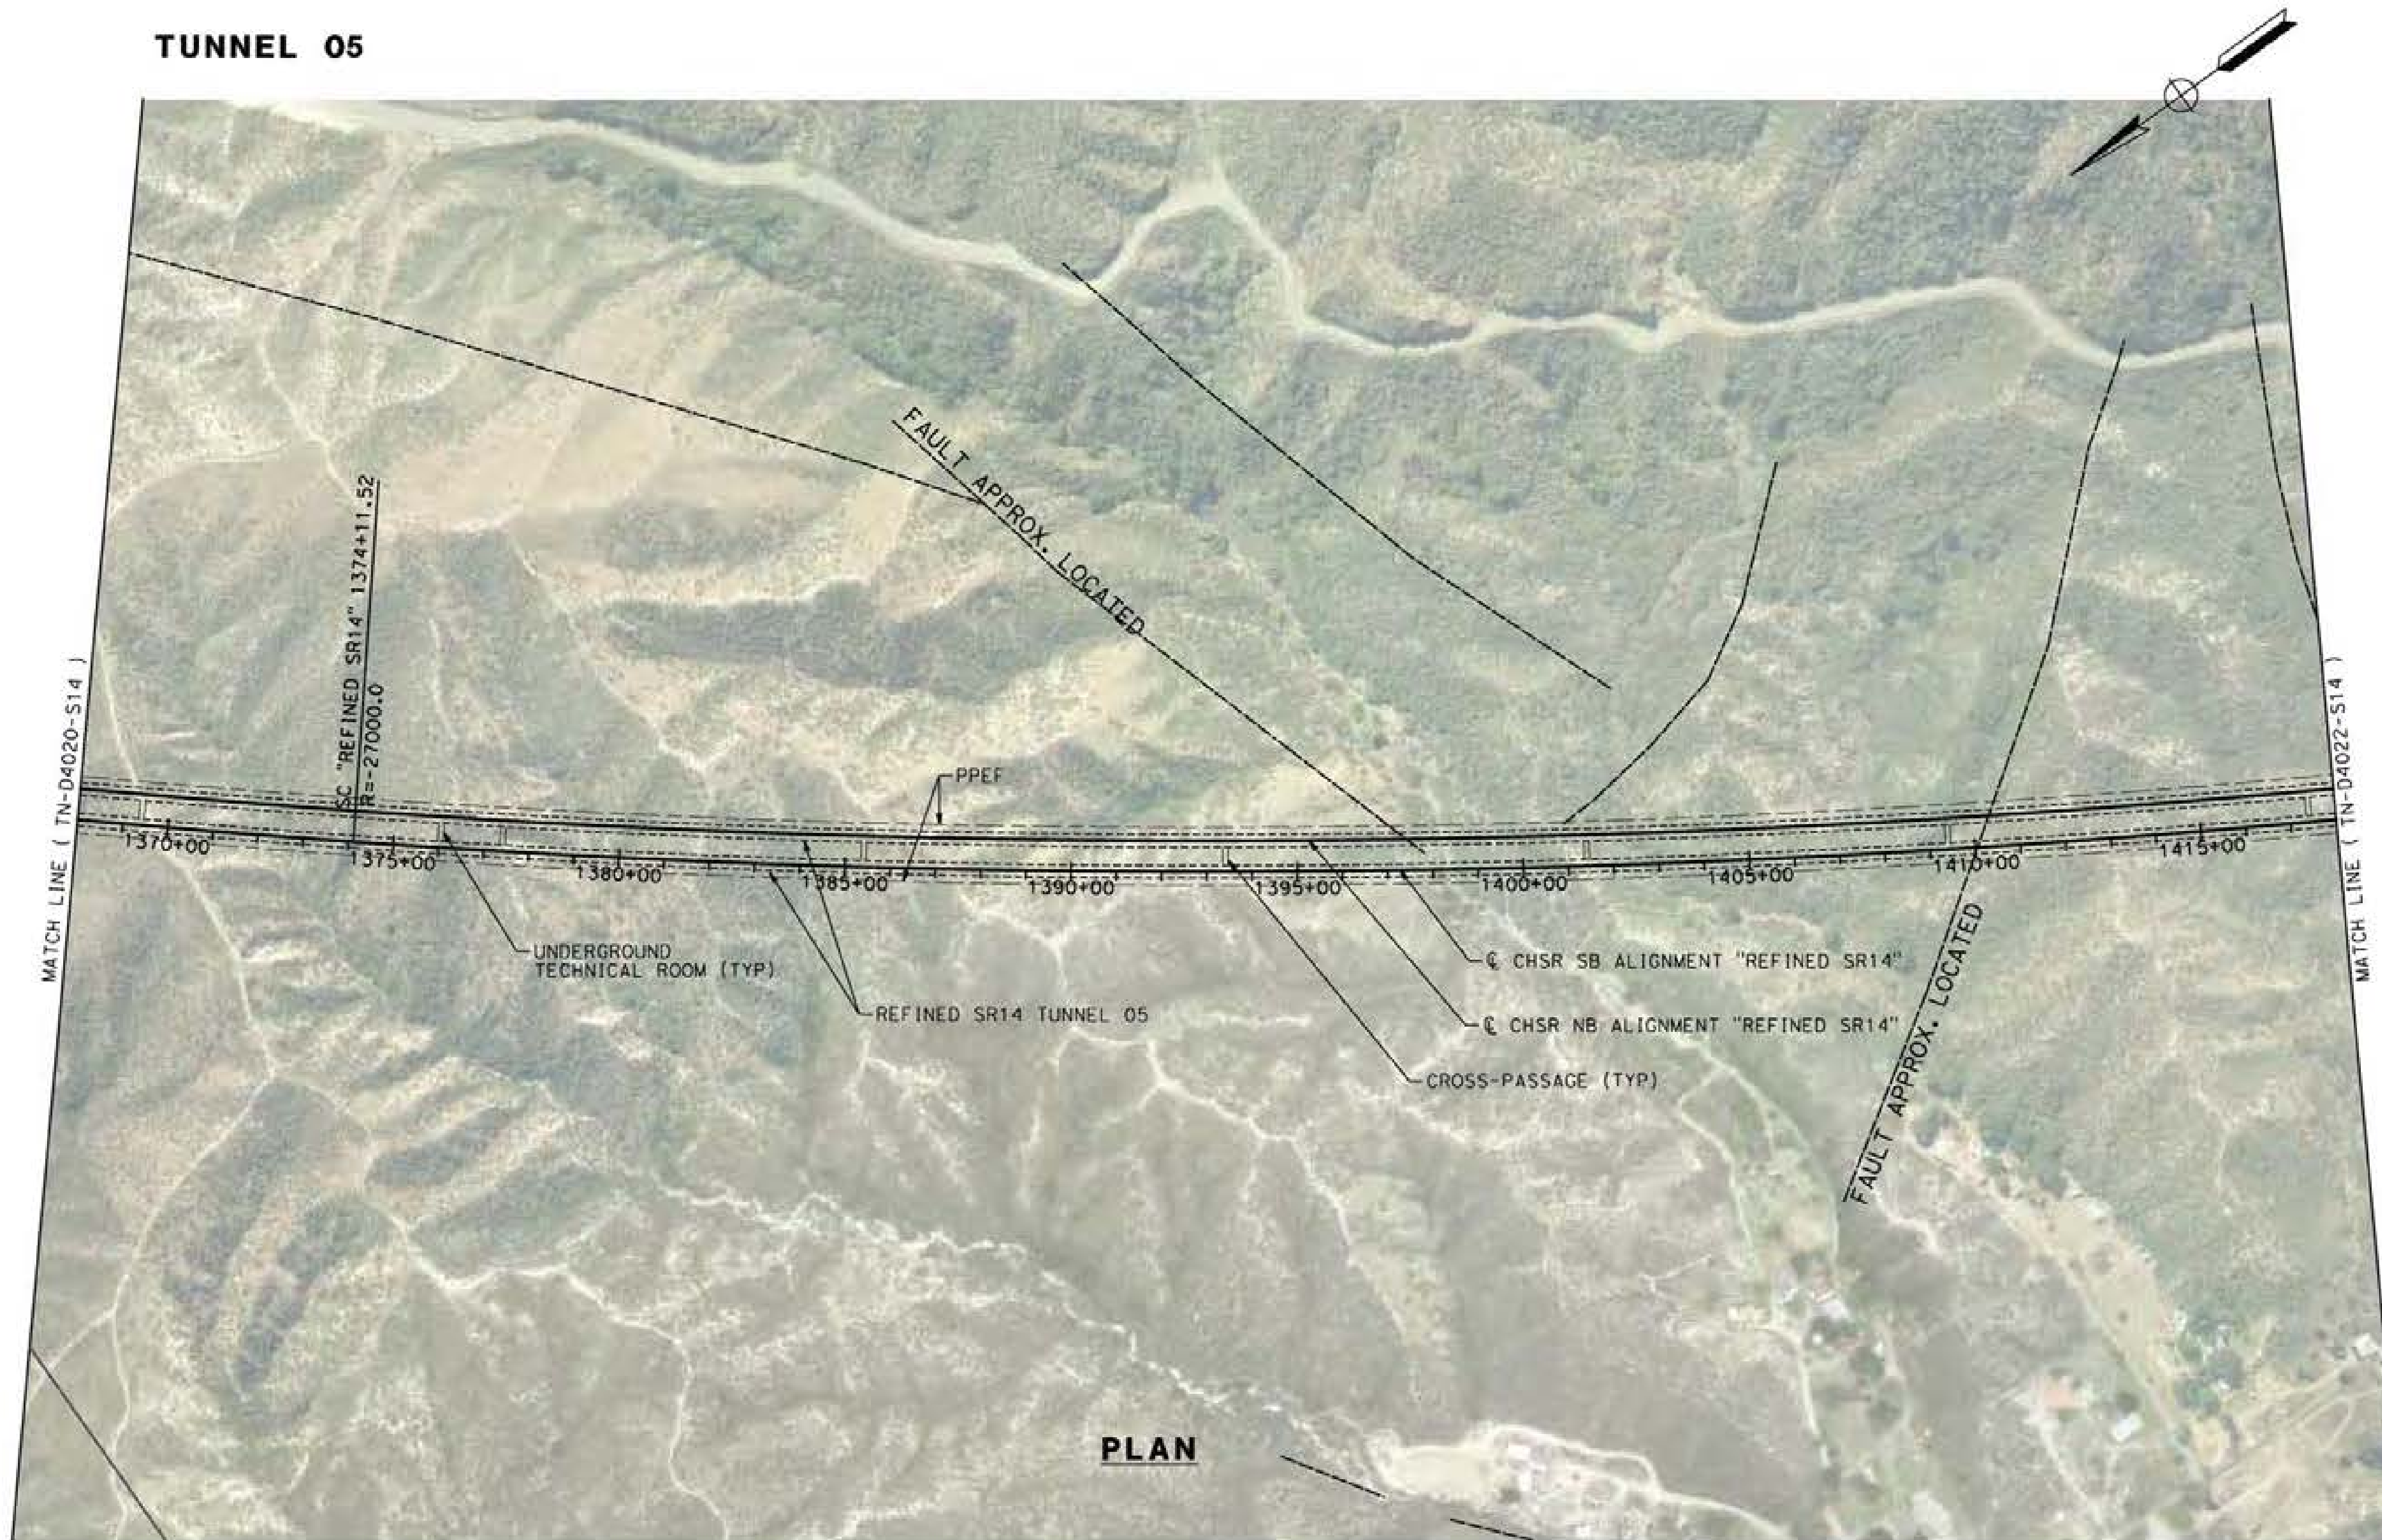 TUNNEL 05
FAULT APPROX. LOCATED
SC "REFINED SR14" 1374+11.52
R=-27000.0
MATCH LINE ( TN-D4020-S14 )
MATCH LINE ( TN-D4022-S14 )
PPEF
1370+00
1375+00
1380+00
1385+00
1390+00
1395+00
1400+00
1405+00
1410+00
1415+00
UNDERGROUND
TECHNICAL ROOM (TYP)
REFINED SR14 TUNNEL 05
℄ CHSR SB ALIGNMENT "REFINED SR14"
℄ CHSR NB ALIGNMENT "REFINED SR14"
CROSS-PASSAGE (TYP)
FAULT APPROX. LOCATED
PLAN